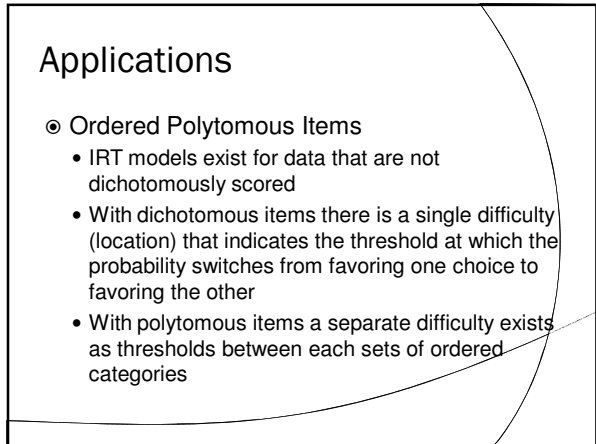 Applications
Ordered Polytomous Items
• IRT models exist for data that are not
dichotomously scored
• With dichotomous items there is a single difficulty
(location) that indicates the threshold at which the
probability switches from favoring one choice to
favoring the other
• With polytomous items a separate difficulty exists
as thresholds between each sets of ordered
categories